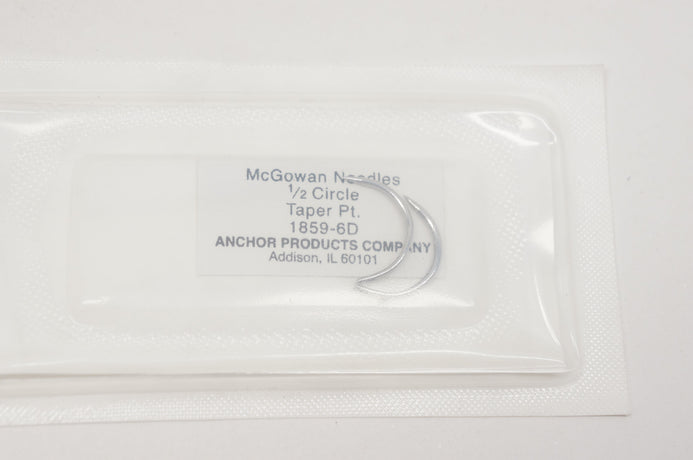 McGowan Needles
1/2 Circle
Taper Pt.
1859-6D
ANCHOR PRODUCTS COMPANY
Addison, IL 60101